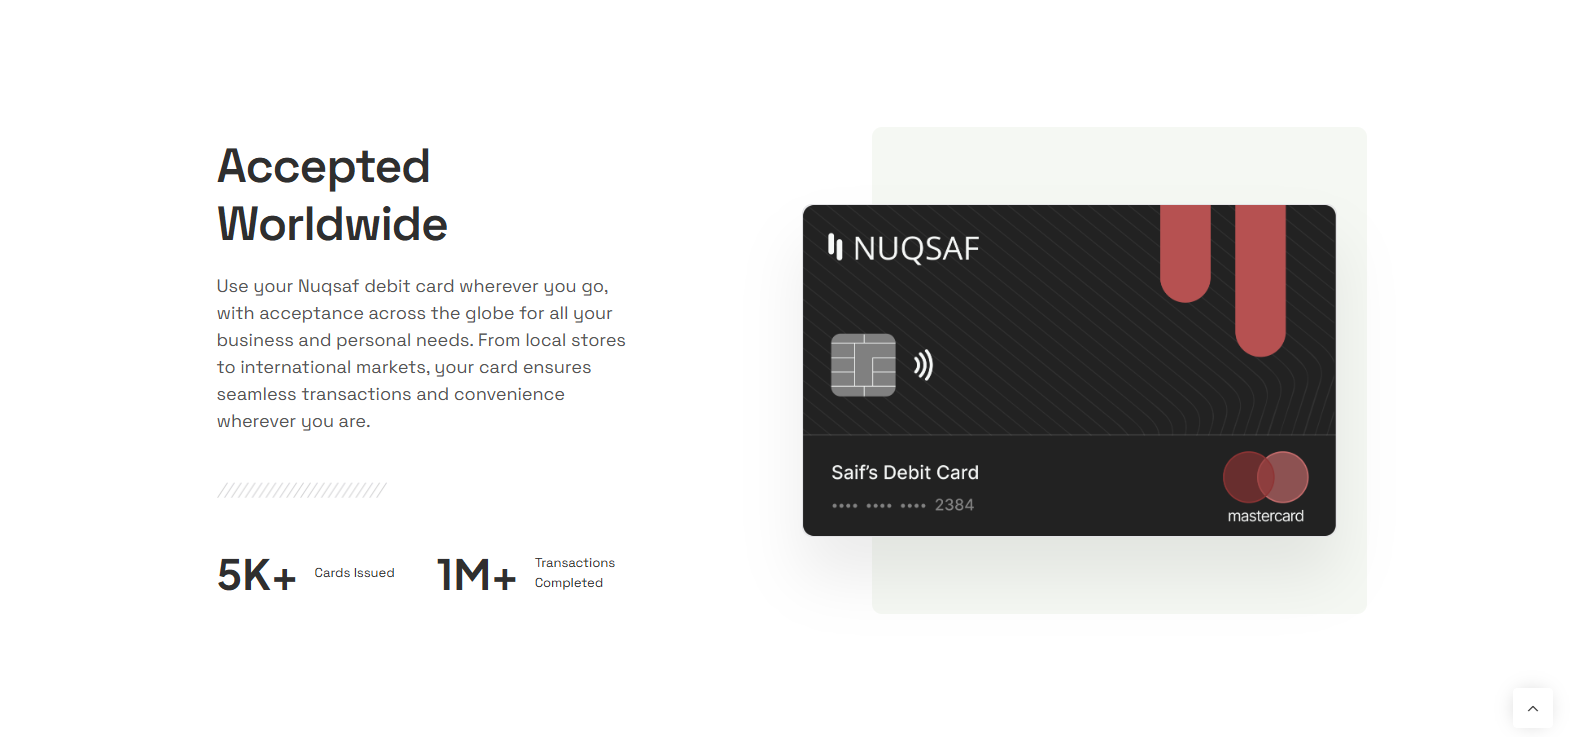 Accepted
Worldwide
Use your Nuqsaf debit card wherever you go,
with acceptance across the globe for all your
business and personal needs. From local stores
to international markets, your card ensures
seamless transactions and convenience
wherever you are.
5K+ Cards Issued
1M+ Transactions
Completed
NUQSAF
Saif's Debit Card
•••• •••• •••• 2384
mastercard